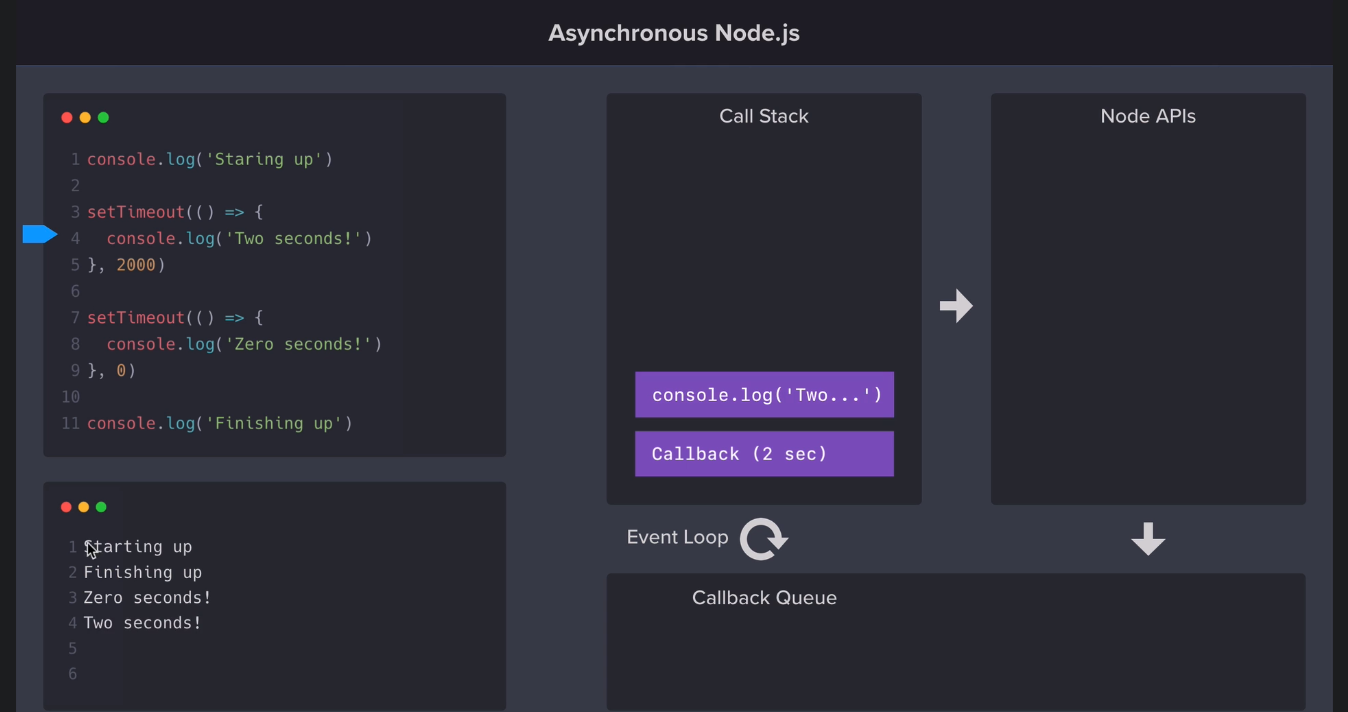 Asynchronous Node.js
1 console.log('Staring up')
2
3 setTimeout(() => {
4   console.log('Two seconds!')
5 }, 2000)
6
7 setTimeout(() => {
8   console.log('Zero seconds!')
9 }, 0)
10
11 console.log('Finishing up')
1 Starting up
2 Finishing up
3 Zero seconds!
4 Two seconds!
5
6
Call Stack
console.log('Two...')
Callback (2 sec)
Node APIs
Event Loop
Callback Queue